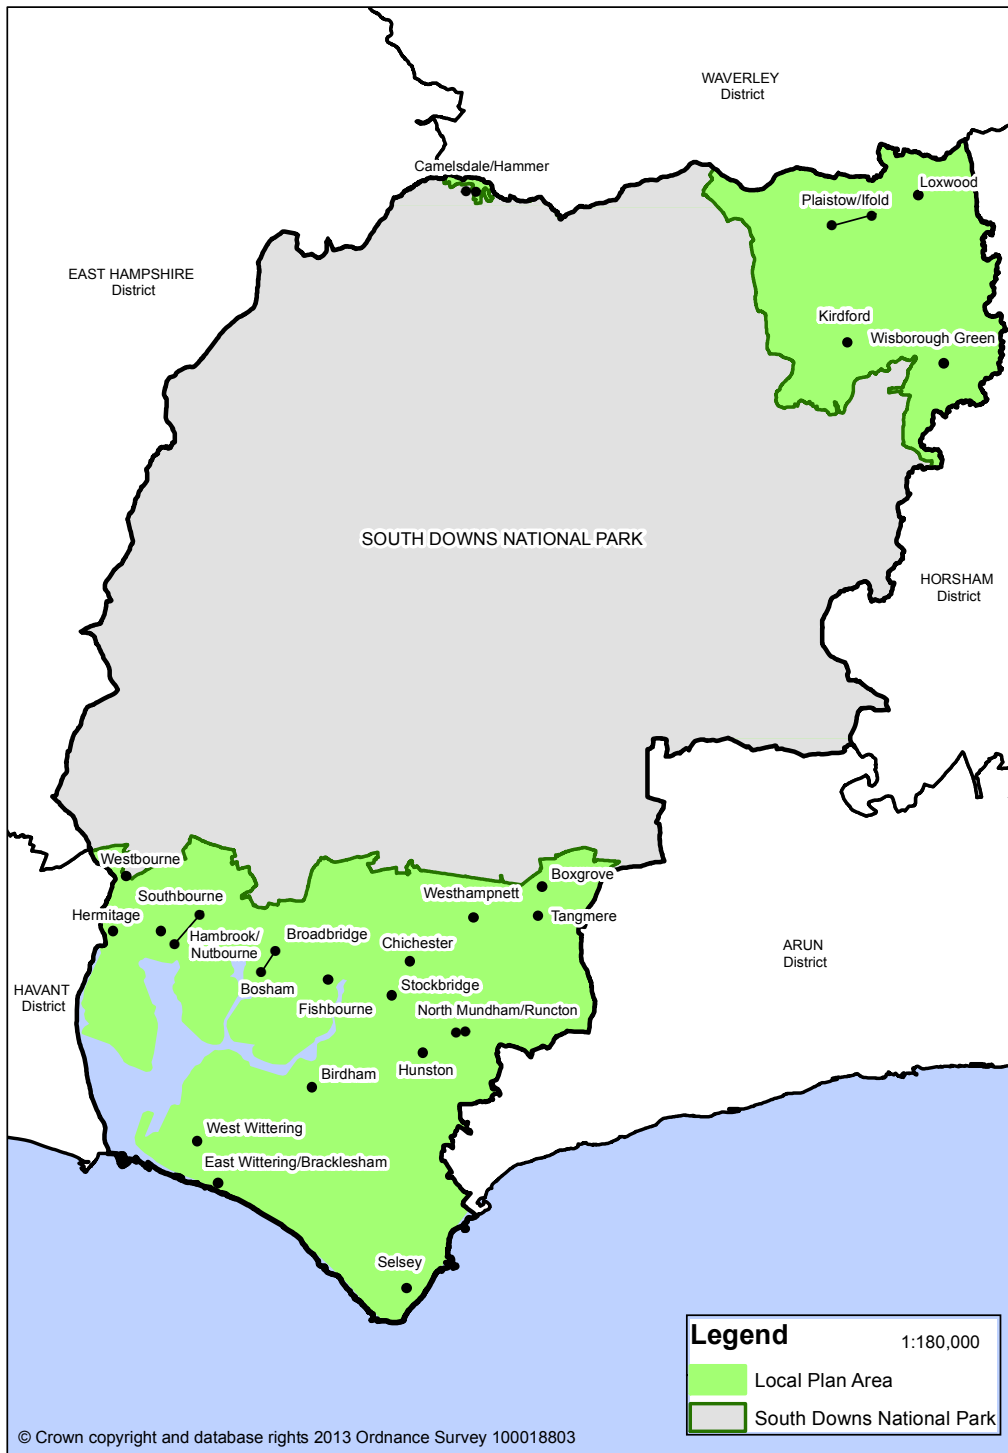 WAVERLEY
District
Camelsdale/Hammer
Loxwood
Plaistow/Ifold
EAST HAMPSHIRE
District
Kirdford
Wisborough Green
SOUTH DOWNS NATIONAL PARK
HORSHAM
District
Westbourne
Boxgrove
Southbourne
Westhampnett
Hermitage
Tangmere
Hambrook/
Nutbourne
Broadbridge
Chichester
ARUN
District
HAVANT
District
Bosham
Stockbridge
Fishbourne
North Mundham/Runcton
Hunston
Birdham
West Wittering
East Wittering/Bracklesham
Selsey
Legend
1:180,000
Local Plan Area
South Downs National Park
© Crown copyright and database rights 2013 Ordnance Survey 100018803